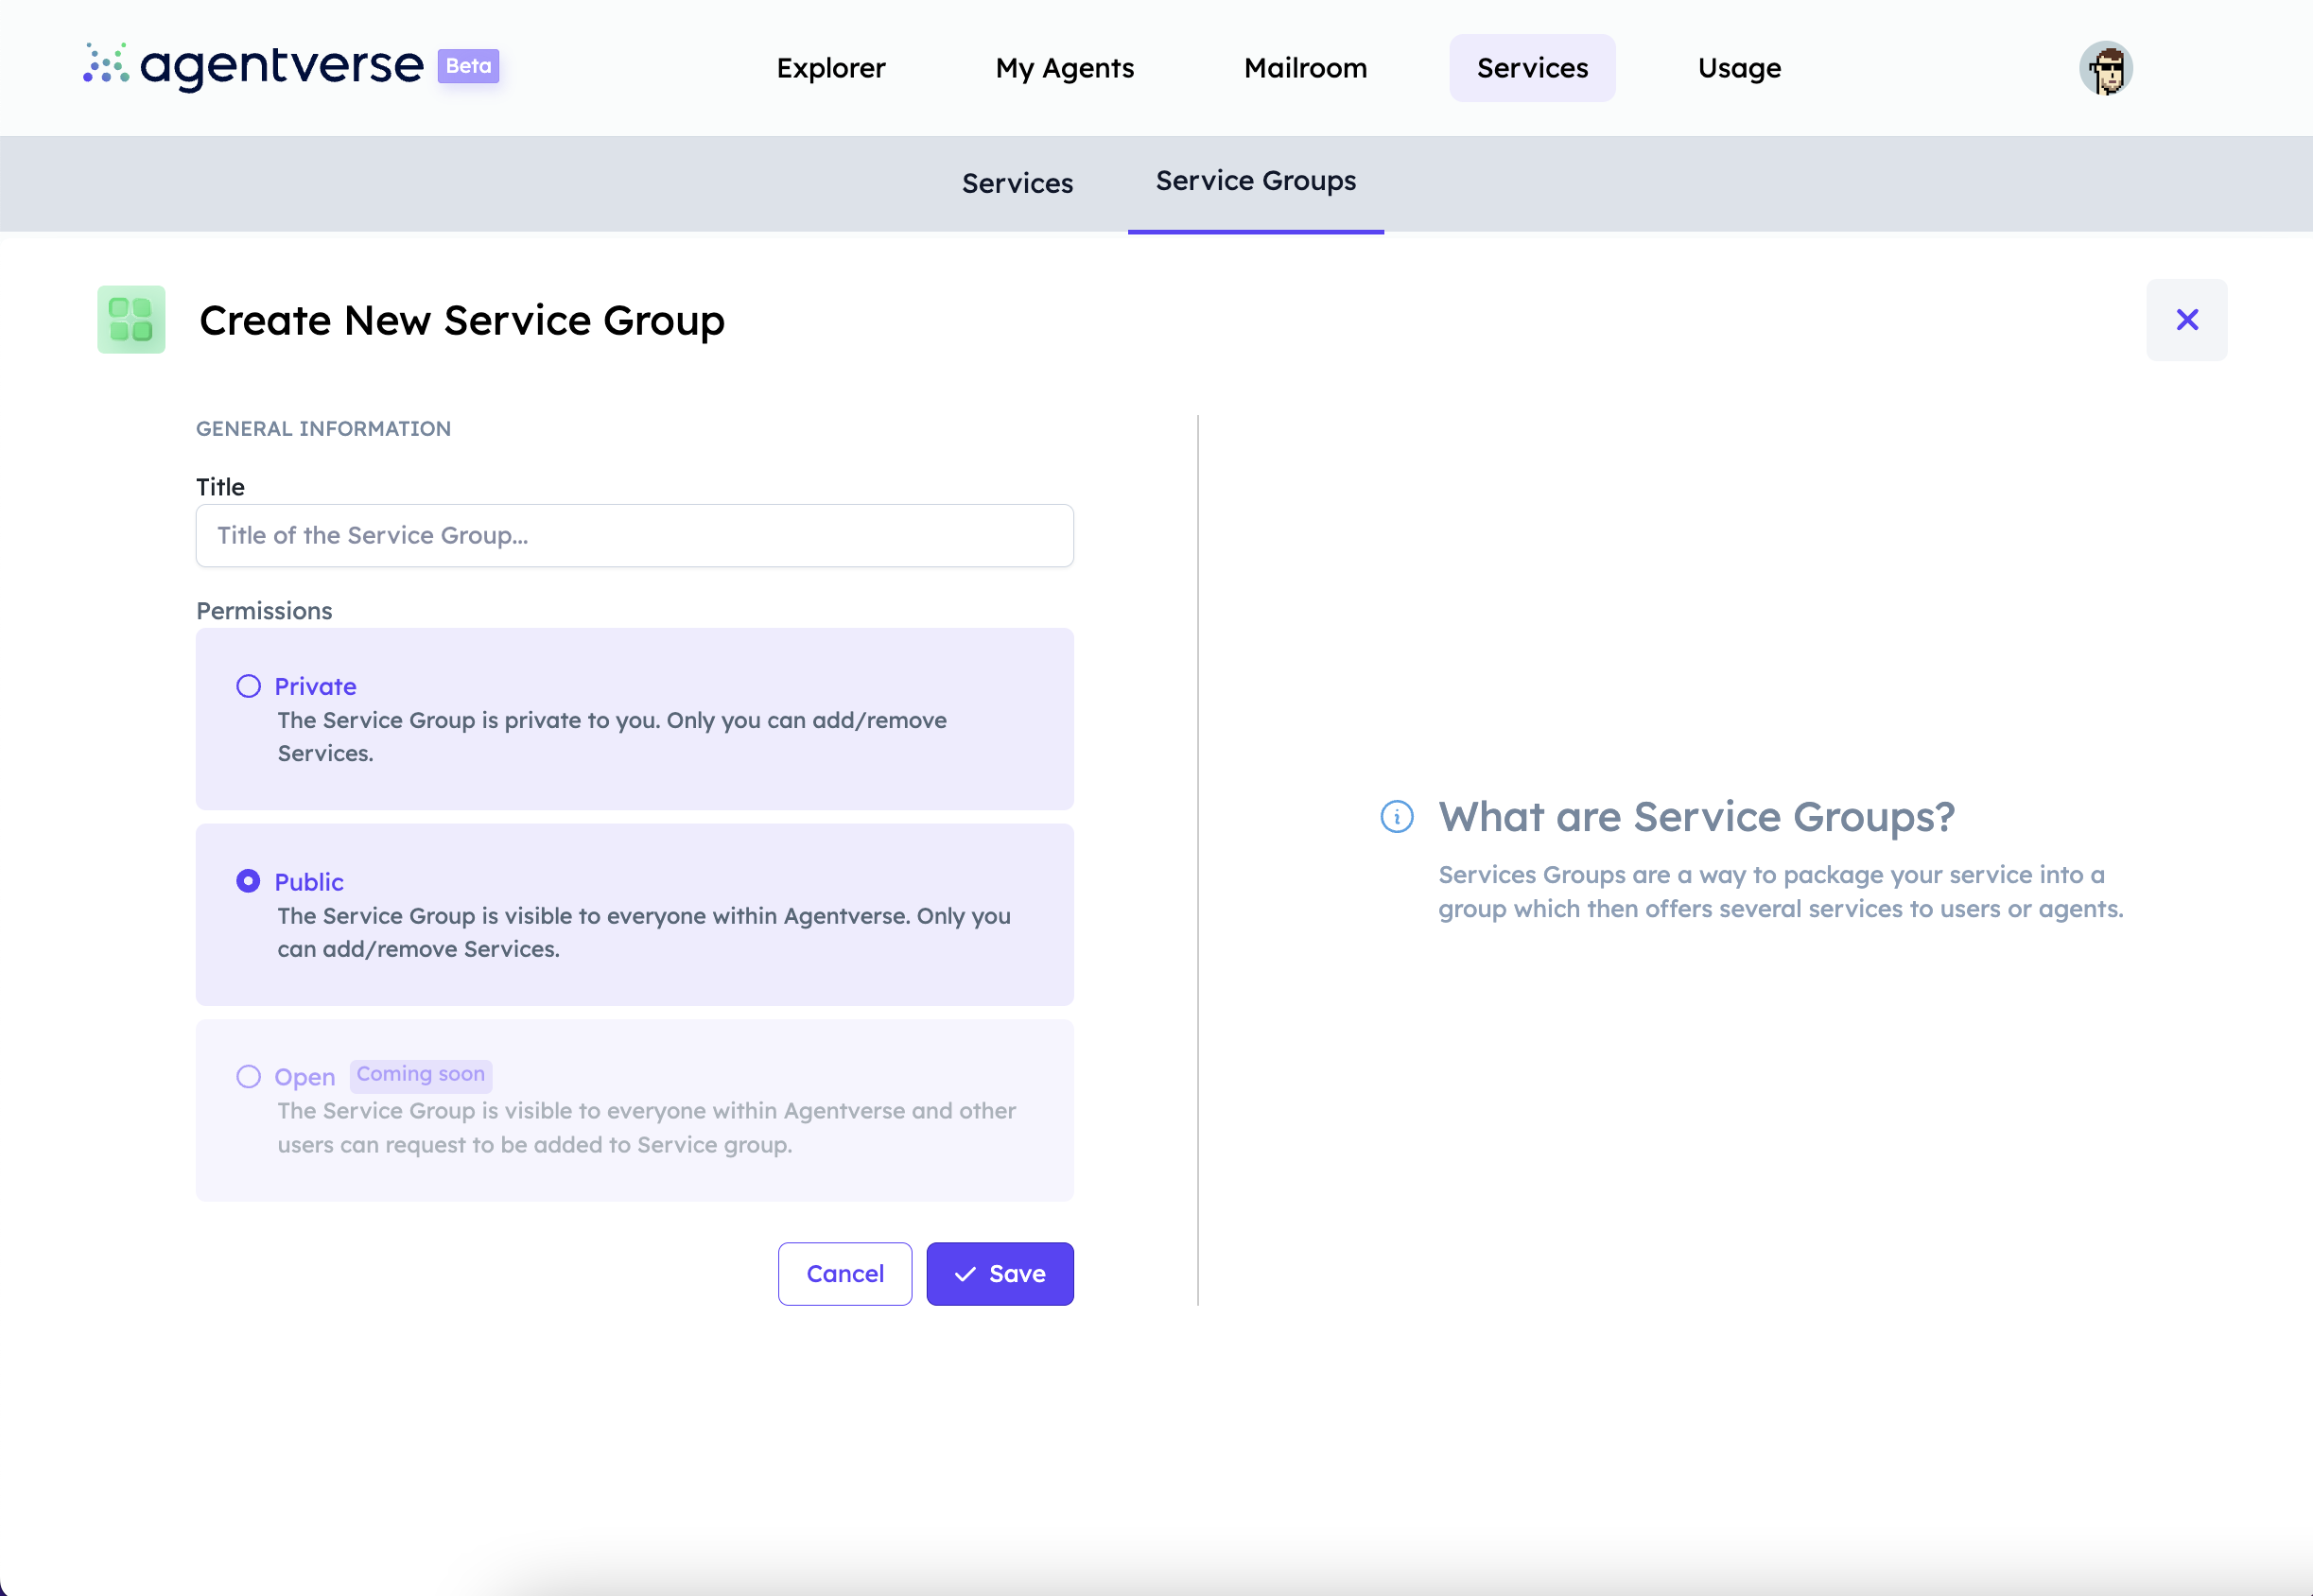 agentverse Beta
Explorer
My Agents
Mailroom
Services
Usage
Services
Service Groups
Create New Service Group
GENERAL INFORMATION
Title
Title of the Service Group...
Permissions
Private
The Service Group is private to you. Only you can add/remove
Services.
Public
The Service Group is visible to everyone within Agentverse. Only you
can add/remove Services.
Open Coming soon
The Service Group is visible to everyone within Agentverse and other
users can request to be added to Service group.
Cancel
Save
What are Service Groups?
Services Groups are a way to package your service into a
group which then offers several services to users or agents.